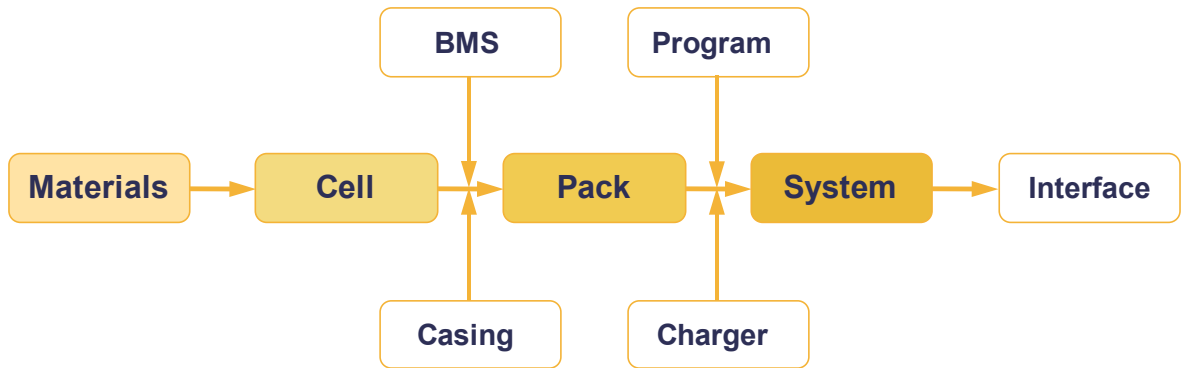 BMS
Program
Materials
Cell
Pack
System
Interface
Casing
Charger